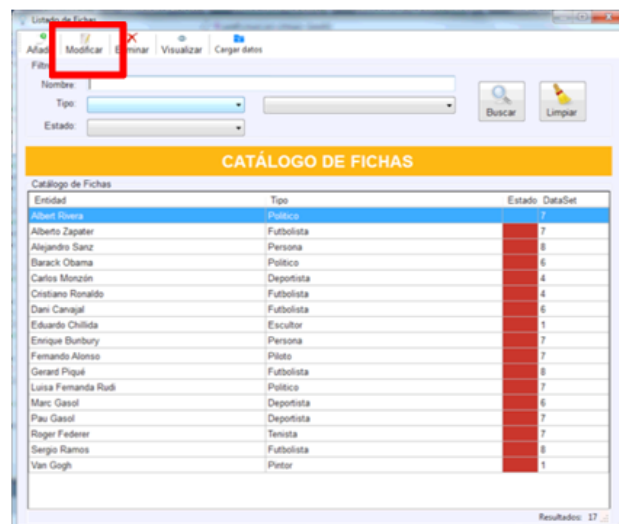 Listado de Fichas
Modificar Eliminar Visualizar Cargar datos
Nombre:
Tipo:
Estado:
Buscar Limpiar
CATÁLOGO DE FICHAS
Catálogo de Fichas
Entidad Tipo Estado DataSet
Albert Rivera Politico 7
Alberto Zapater Futbolista 7
Alejandro Sanz Persona 8
Barack Obama Politico 6
Carlos Monzón Deportista 4
Cristiano Ronaldo Futbolista 4
Dani Carvajal Futbolista 6
Eduardo Chillida Escultor 1
Enrique Bunbury Persona 7
Fernando Alonso Piloto 7
Gerard Piqué Futbolista 8
Luisa Fernanda Rudi Politico 7
Marc Gasol Deportista 6
Pau Gasol Deportista 7
Roger Federer Tenista 7
Sergio Ramos Futbolista 8
Van Gogh Pintor 1
Resultados: 17